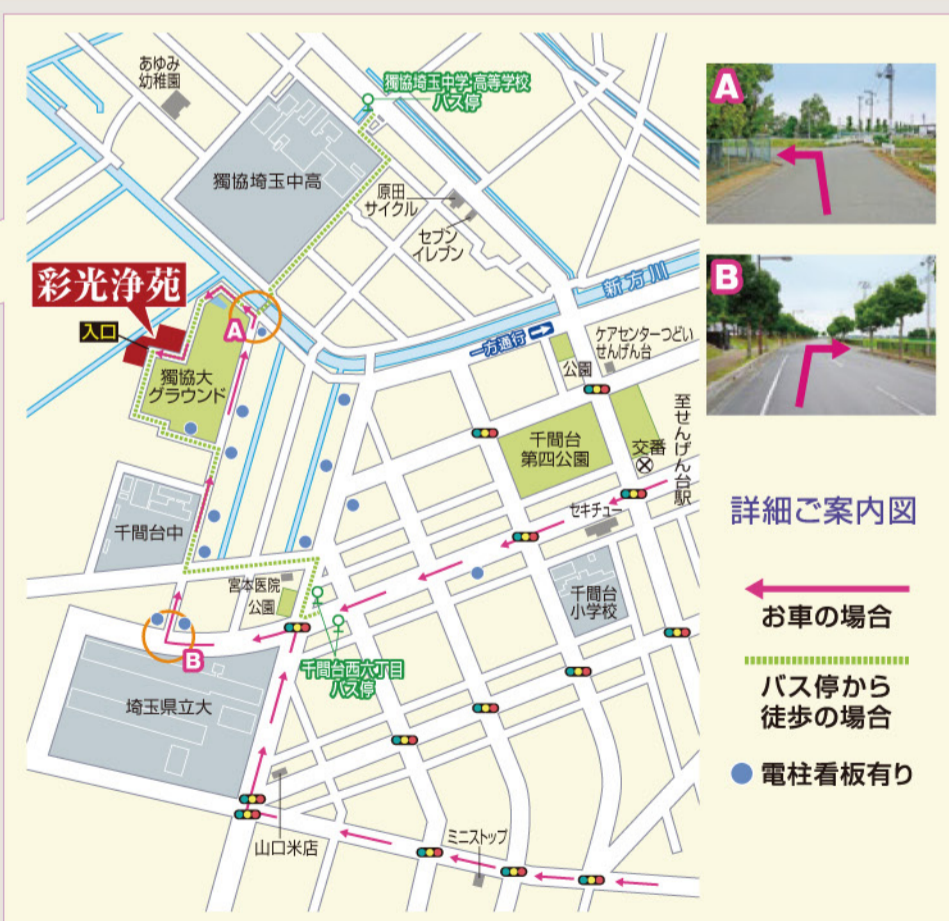 あゆみ
幼稚園
獨協埼玉中学・高等学校
バス停
獨協埼玉中高
原田
サイクル
セブン
イレブン
新方川
彩光浄苑
入口
A
獨協大
グラウンド
一方通行
ケアセンターつどい
せんげん台
公園
至せんげん台駅
千間台
第四公園
交番
セキチュー
千間台中
宮本医院
公園
千間台
小学校
B
千間台西六丁目
バス停
埼玉県立大
山口米店
ミニストップ
A
B
詳細ご案内図
お車の場合
バス停から
徒歩の場合
電柱看板有り